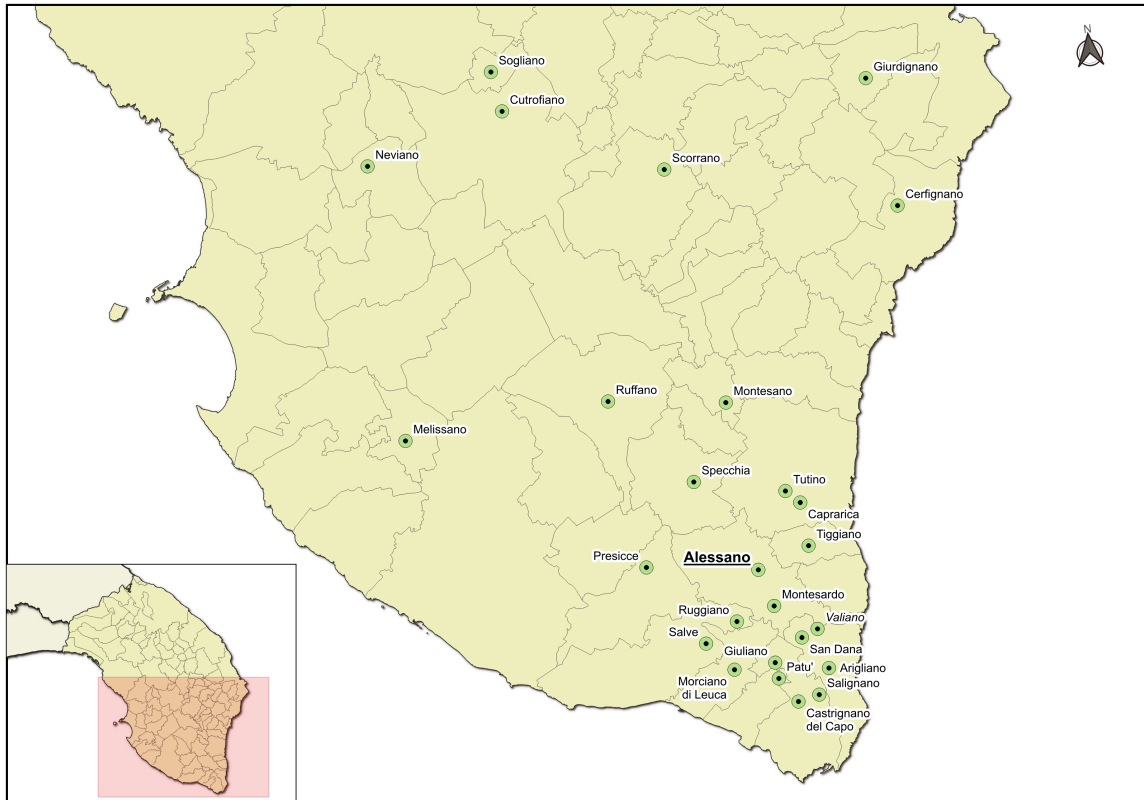 N
Sogliano
Giurdignano
Cutrofiano
Neviano
Scorrano
Cerfignano
Ruffano
Montesano
Melissano
Specchia
Tutino
Caprarica
Tiggiano
Presicce
Alessano
Montesardo
Ruggiano
Valiano
Salve
Giuliano
San Dana
Patu'
Arigliano
Morciano
di Leuca
Salignano
Castrignano
del Capo